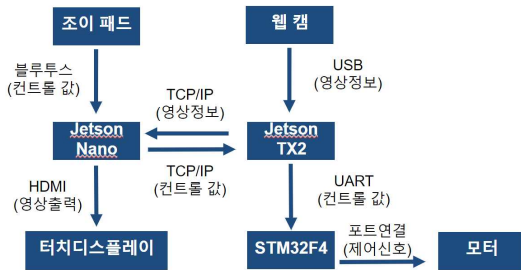 조이 패드
웹 캠
블루투스
(컨트롤 값)
USB
(영상정보)
TCP/IP
(영상정보)
Jetson
Nano
Jetson
TX2
TCP/IP
(컨트롤 값)
HDMI
(영상출력)
UART
(컨트롤 값)
포트연결
(제어신호)
터치디스플레이
STM32F4
모터